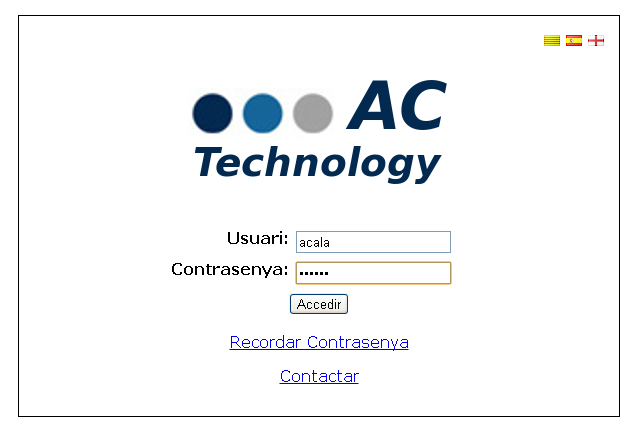 AC
Technology
Usuari: acala
Contrasenya: ••••••
Accedir
Recordar Contrasenya
Contactar